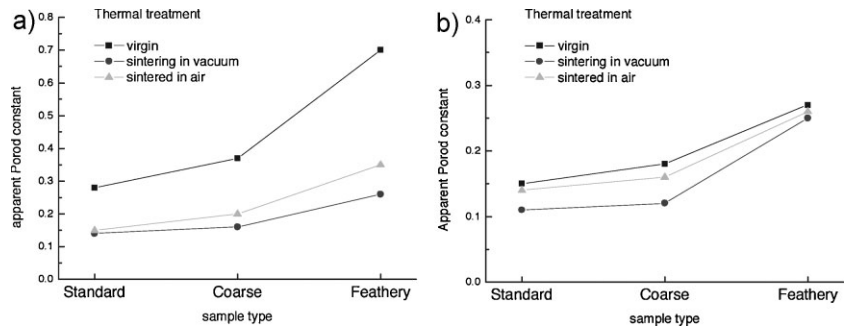 a)
Thermal treatment
virgin
sintering in vacuum
sintered in air
apparent Porod constant
0.8
0.7
0.6
0.5
0.4
0.3
0.2
0.1
0.0
Standard Coarse Feathery
sample type
b)
Thermal treatment
virgin
sintering in vacuum
sintered in air
Apparent Porod constant
0.4
0.3
0.2
0.1
0.0
Standard Coarse Feathery
sample type